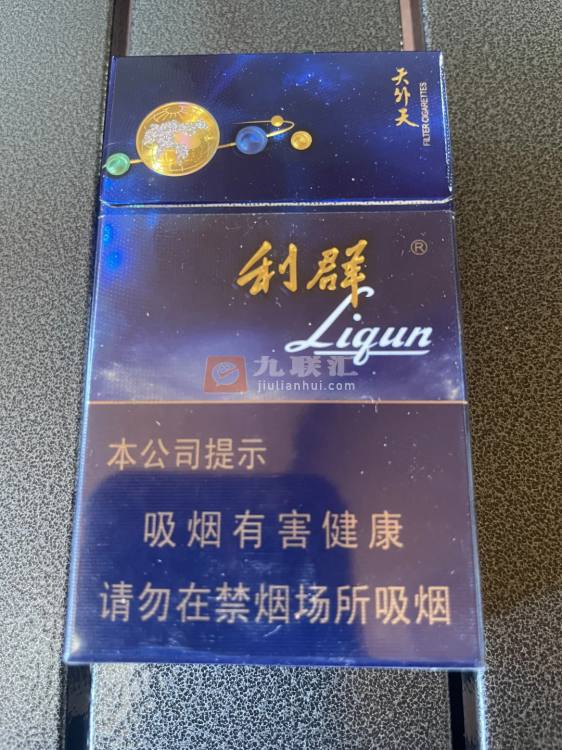 天外天
FILTER CIGARETTES
利群®
Liqun
九联汇
jiulianhui.com
本公司提示
吸烟有害健康
请勿在禁烟场所吸烟